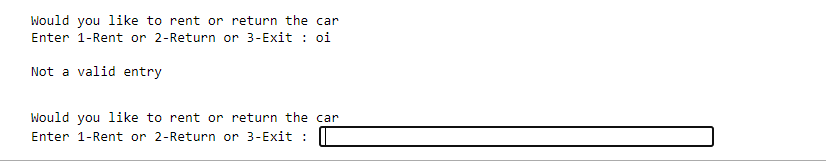 Would you like to rent or return the car
Enter 1-Rent or 2-Return or 3-Exit : oi
Not a valid entry
Would you like to rent or return the car
Enter 1-Rent or 2-Return or 3-Exit :